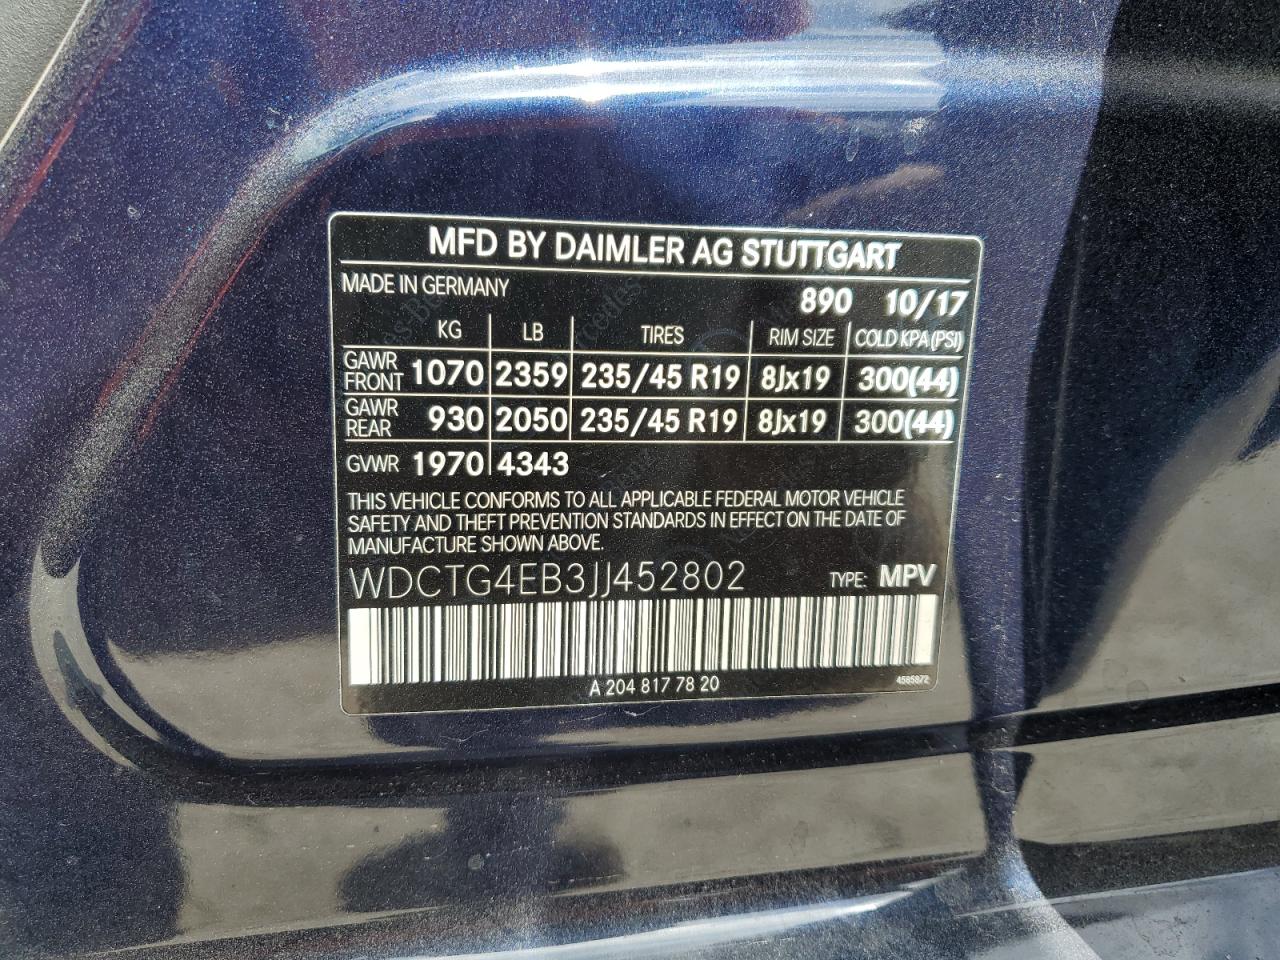 MFD BY DAIMLER AG STUTTGART
MADE IN GERMANY 890 10/17
KG LB TIRES RIM SIZE COLD KPA (PSI)
GAWR FRONT 1070 2359 235/45 R19 8Jx19 300(44)
GAWR REAR 930 2050 235/45 R19 8Jx19 300(44)
GVWR 1970 4343
THIS VEHICLE CONFORMS TO ALL APPLICABLE FEDERAL MOTOR VEHICLE
SAFETY AND THEFT PREVENTION STANDARDS IN EFFECT ON THE DATE OF
MANUFACTURE SHOWN ABOVE.
WDCTG4EB3JJ452802 TYPE: MPV
A 204 817 78 20 4585872